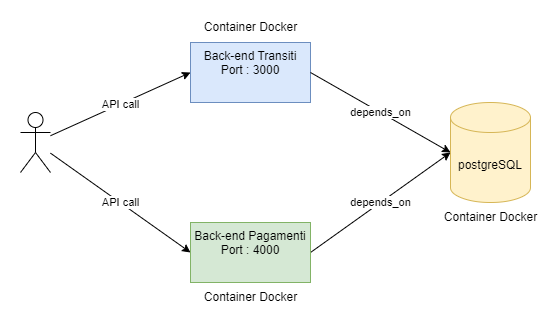 Container Docker
Back-end Transiti
Port : 3000
API call
depends_on
postgreSQL
Container Docker
API call
depends_on
Back-end Pagamenti
Port : 4000
Container Docker